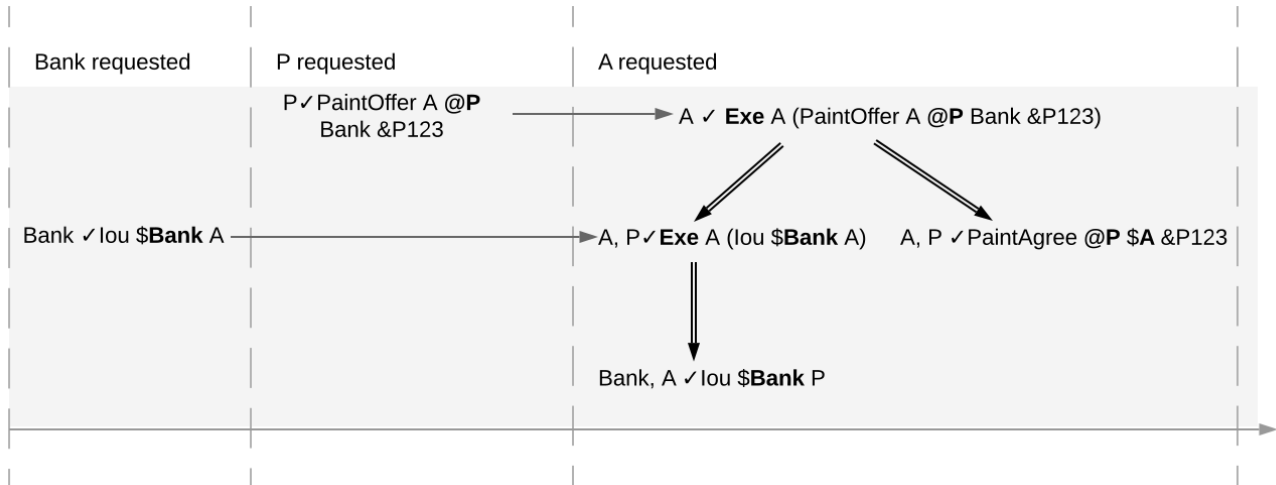 Bank requested
P requested
A requested
P✓PaintOffer A @P
Bank &P123
A ✓ Exe A (PaintOffer A @P Bank &P123)
Bank ✓Iou $Bank A
A, P✓Exe A (Iou $Bank A)
A, P ✓PaintAgree @P $A &P123
Bank, A ✓Iou $Bank P